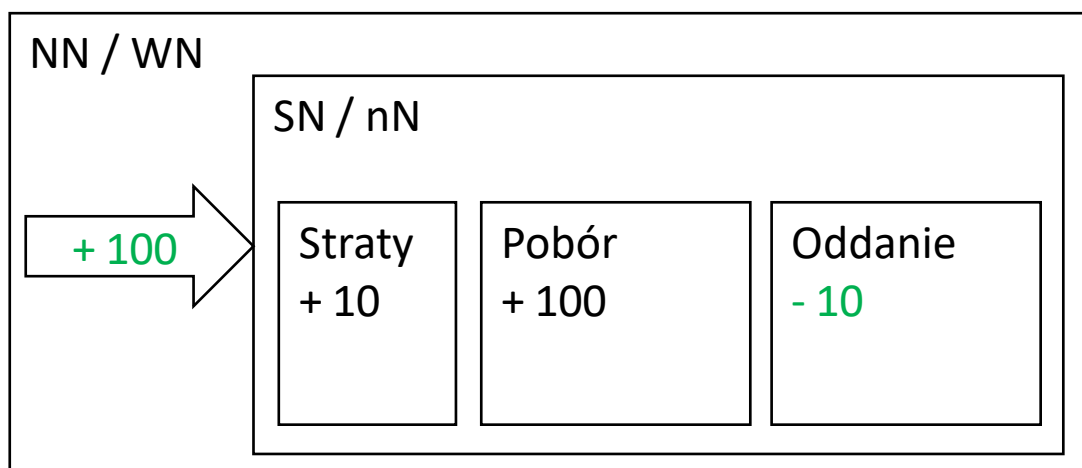 NN / WN
SN / nN
+ 100
Straty
+ 10
Pobór
+ 100
Oddanie
- 10